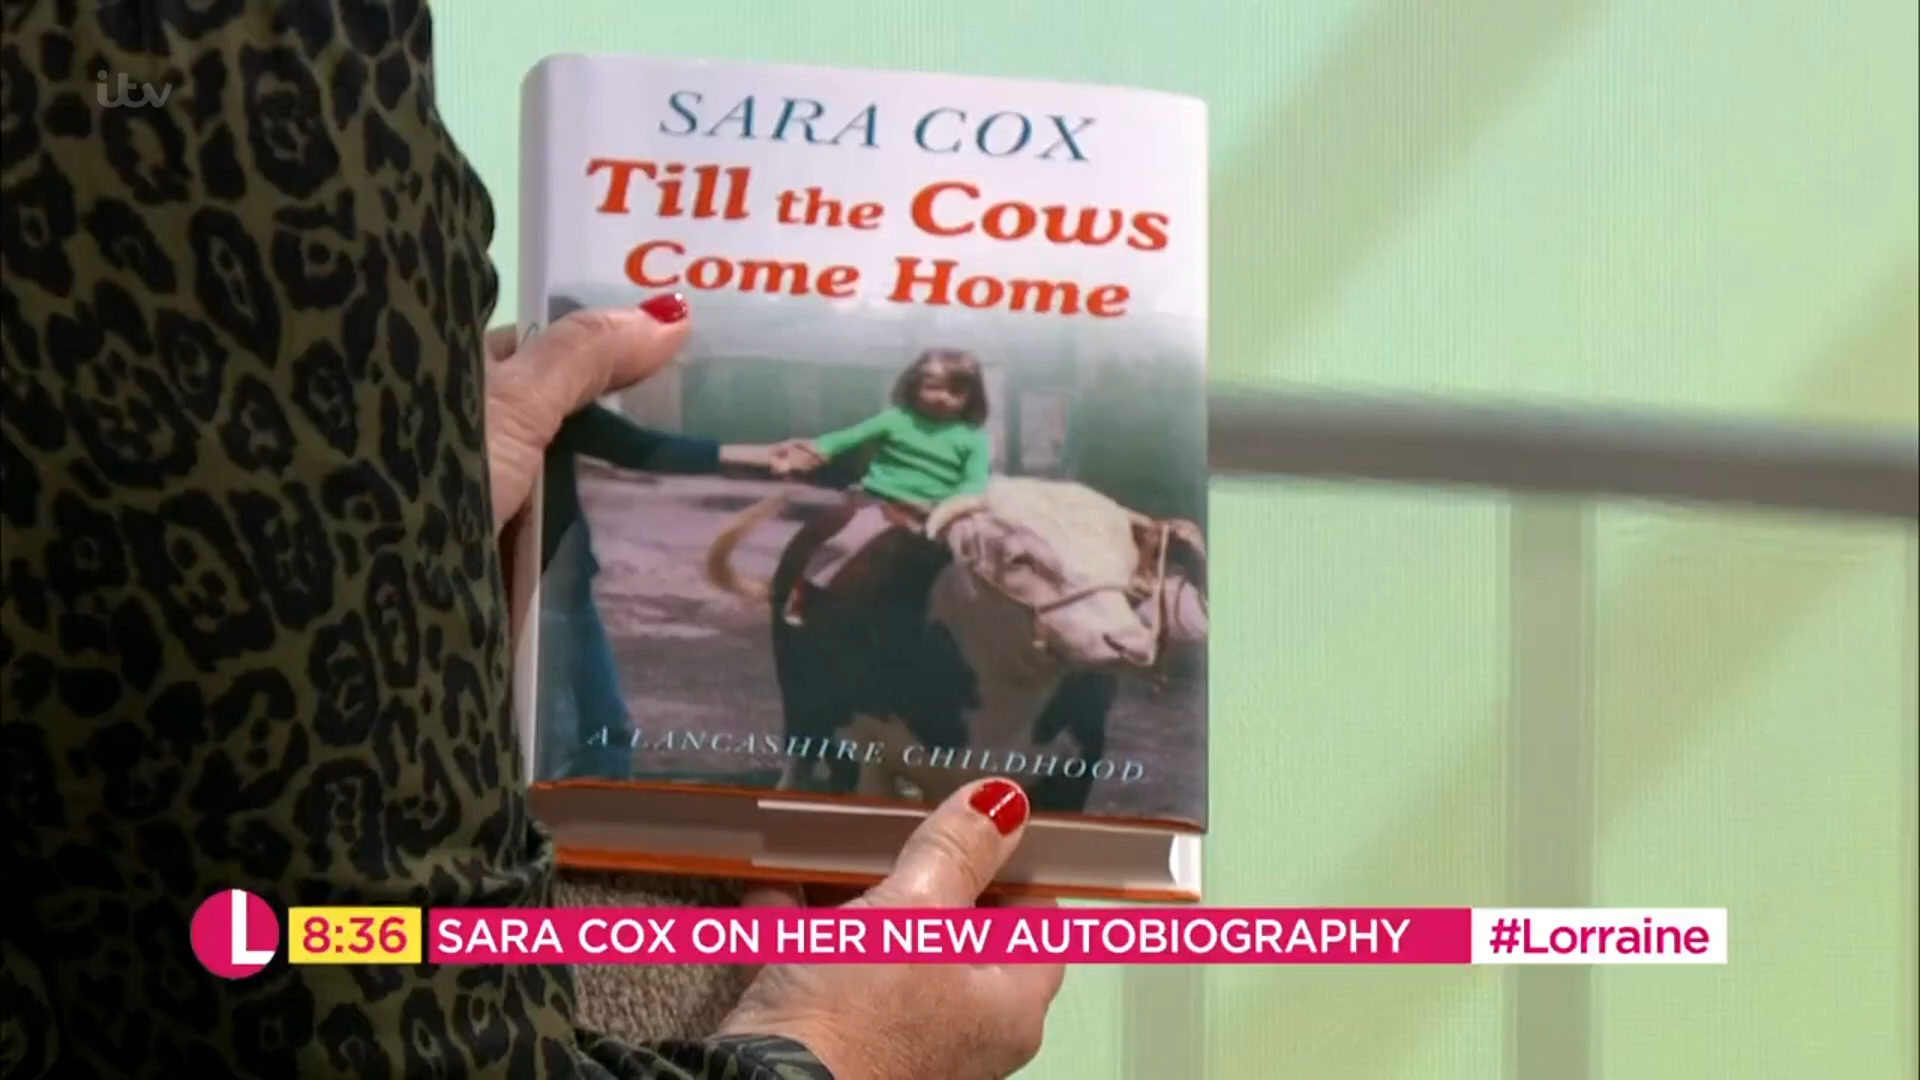 itv
SARA COX
Till the Cows
Come Home
A LANCASHIRE CHILDHOOD
L 8:36 SARA COX ON HER NEW AUTOBIOGRAPHY #Lorraine